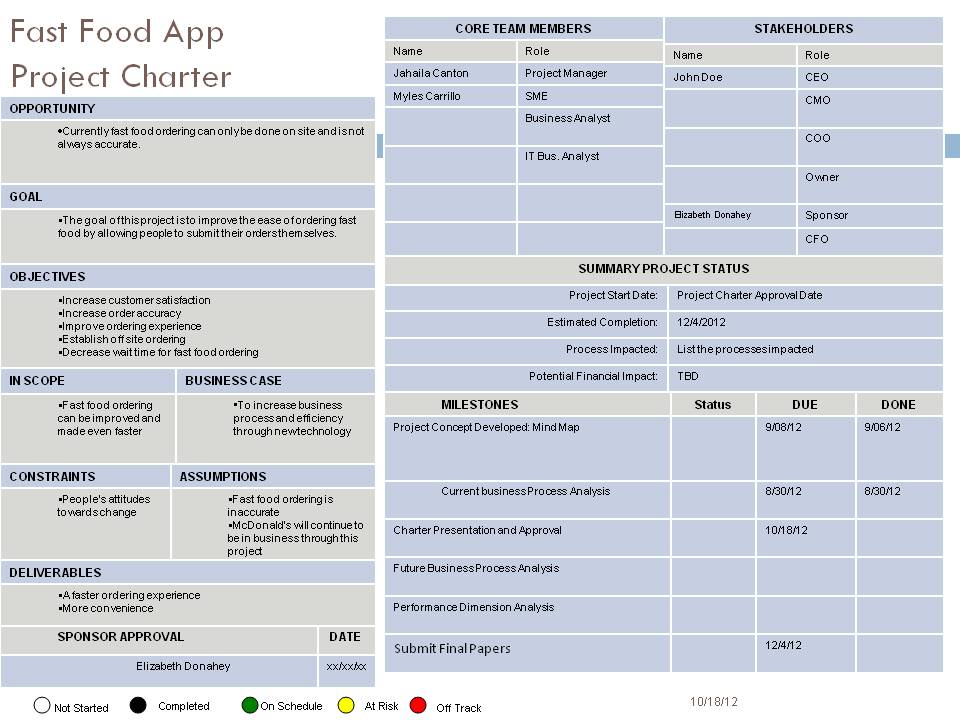 Fast Food App
Project Charter
OPPORTUNITY
•Currently fast food ordering can only be done on site and is not
always accurate.
GOAL
•The goal of this project is to improve the ease of ordering fast
food by allowing people to submit their orders themselves.
OBJECTIVES
•Increase customer satisfaction
•Increase order accuracy
•Improve ordering experience
•Establish off site ordering
•Decrease wait time for fast food ordering
IN SCOPE
•Fast food ordering
can be improved and
made even faster
BUSINESS CASE
•To increase business
process and efficiency
through new technology
CONSTRAINTS
•People's attitudes
towards change
ASSUMPTIONS
•Fast food ordering is
inaccurate
•McDonald's will continue to
be in business through this
project
DELIVERABLES
•A faster ordering experience
•More convenience
SPONSOR APPROVAL DATE
Elizabeth Donahey xx/xx/xx
CORE TEAM MEMBERS
Name Role
Jahaila Canton Project Manager
Myles Carrillo SME
Business Analyst
IT Bus. Analyst
STAKEHOLDERS
Name Role
John Doe CEO
CMO
COO
Owner
Elizabeth Donahey Sponsor
CFO
SUMMARY PROJECT STATUS
Project Start Date: Project Charter Approval Date
Estimated Completion: 12/4/2012
Process Impacted: List the processes impacted
Potential Financial Impact: TBD
MILESTONES Status DUE DONE
Project Concept Developed: Mind Map 9/08/12 9/06/12
Current business Process Analysis 8/30/12 8/30/12
Charter Presentation and Approval 10/18/12
Future Business Process Analysis
Performance Dimension Analysis
Submit Final Papers 12/4/12
Not Started Completed On Schedule At Risk Off Track
10/18/12